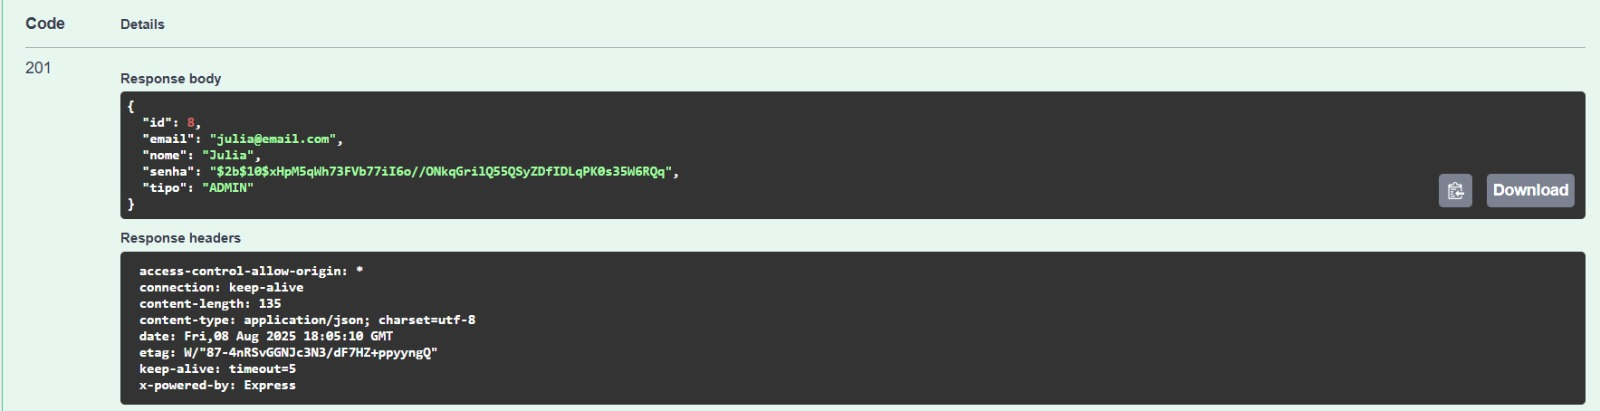 Code Details
201
Response body
{
"id": 8,
"email": "julia@email.com",
"nome": "Julia",
"senha": "$2b$10$xHpM5qWh73FVb77iI6o//ONkqGrilQ55QSyZDfIDLqPK0s35W6RQq",
"tipo": "ADMIN"
}
Download
Response headers
access-control-allow-origin: *
connection: keep-alive
content-length: 135
content-type: application/json; charset=utf-8
date: Fri,08 Aug 2025 18:05:10 GMT
etag: W/"87-4nRSvGGNJc3N3/dF7HZ+ppyyngQ"
keep-alive: timeout=5
x-powered-by: Express